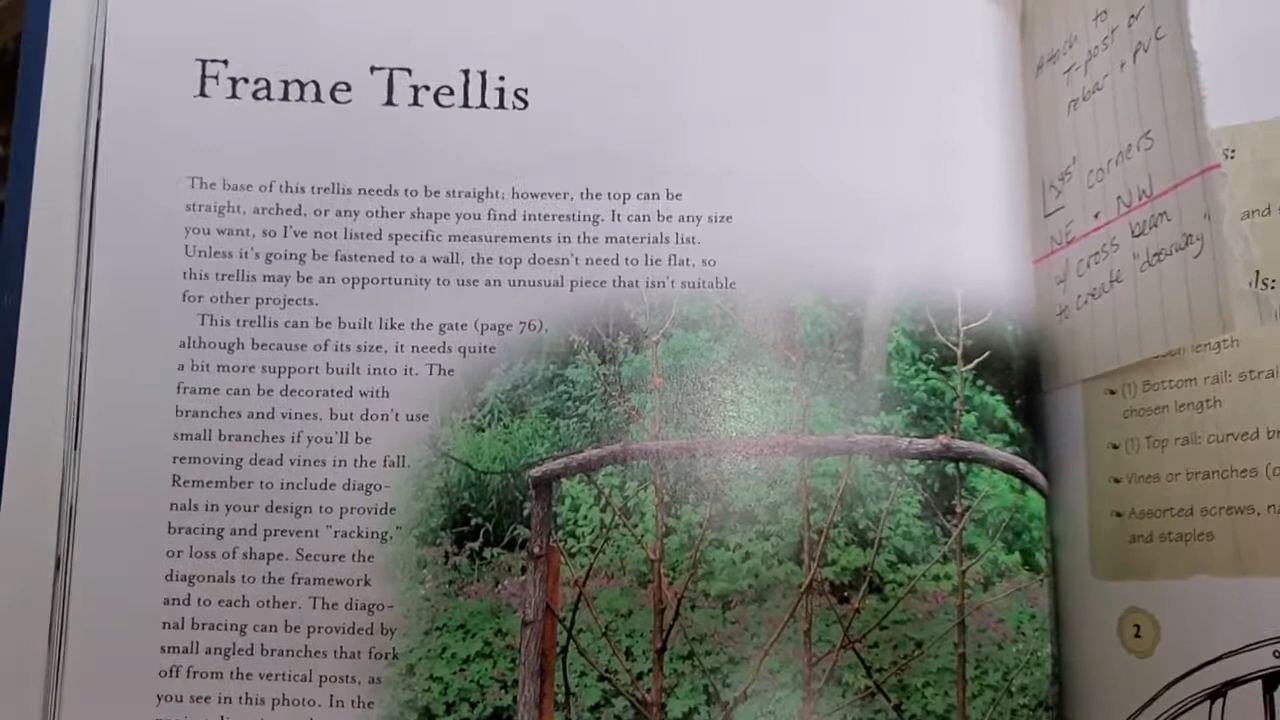 Frame Trellis
The base of this trellis needs to be straight; however, the top can be
straight, arched, or any other shape you find interesting. It can be any size
you want, so I've not listed specific measurements in the materials list.
Unless it's going be fastened to a wall, the top doesn't need to lie flat, so
this trellis may be an opportunity to use an unusual piece that isn't suitable
for other projects.
This trellis can be built like the gate (page 76),
although because of its size, it needs quite
a bit more support built into it. The
frame can be decorated with
branches and vines, but don't use
small branches if you'll be
removing dead vines in the fall.
Remember to include diago-
nals in your design to provide
bracing and prevent "racking,"
or loss of shape. Secure the
diagonals to the framework
and to each other. The diago-
nal bracing can be provided by
small angled branches that fork
off from the vertical posts, as
you see in this photo. In the
Attach to
T-post or
rebar + PVC
corners
NE + NW
w/ cross beam
to create "doorway"
s:
and
ls:
length
(1) Bottom rail: strai
chosen length
(1) Top rail: curved b
Vines or branches (o
Assorted screws, n
and staples
2